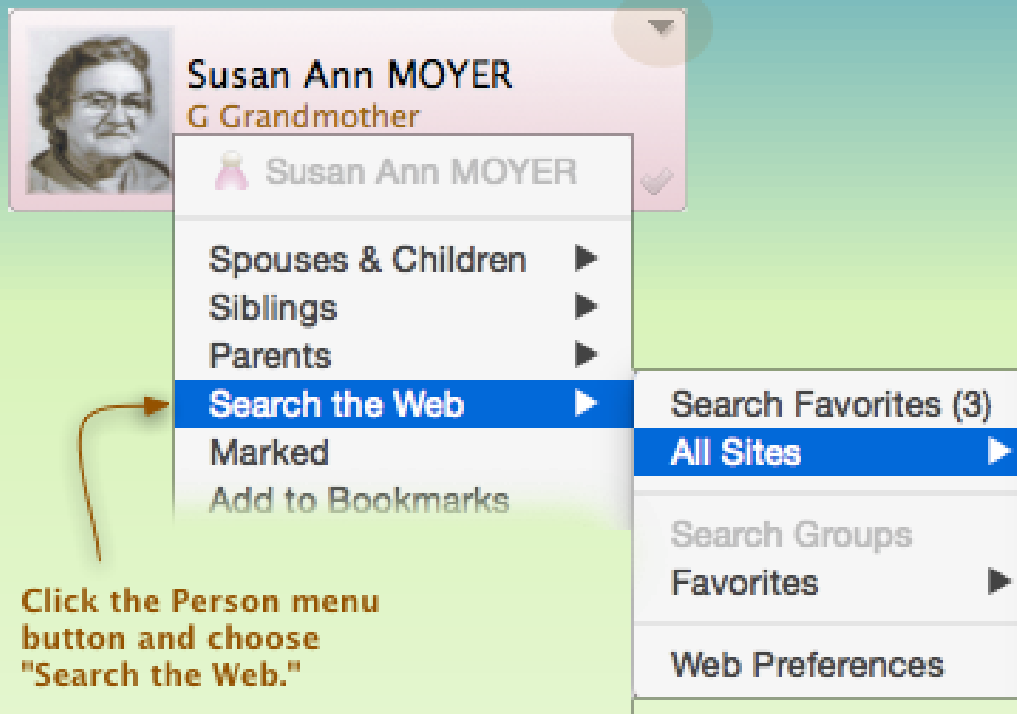 Susan Ann MOYER
G Grandmother
Susan Ann MOYER
Spouses & Children
Siblings
Parents
Search the Web
Marked
Add to Bookmarks
Search Favorites (3)
All Sites
Search Groups
Favorites
Web Preferences
Click the Person menu
button and choose
"Search the Web."